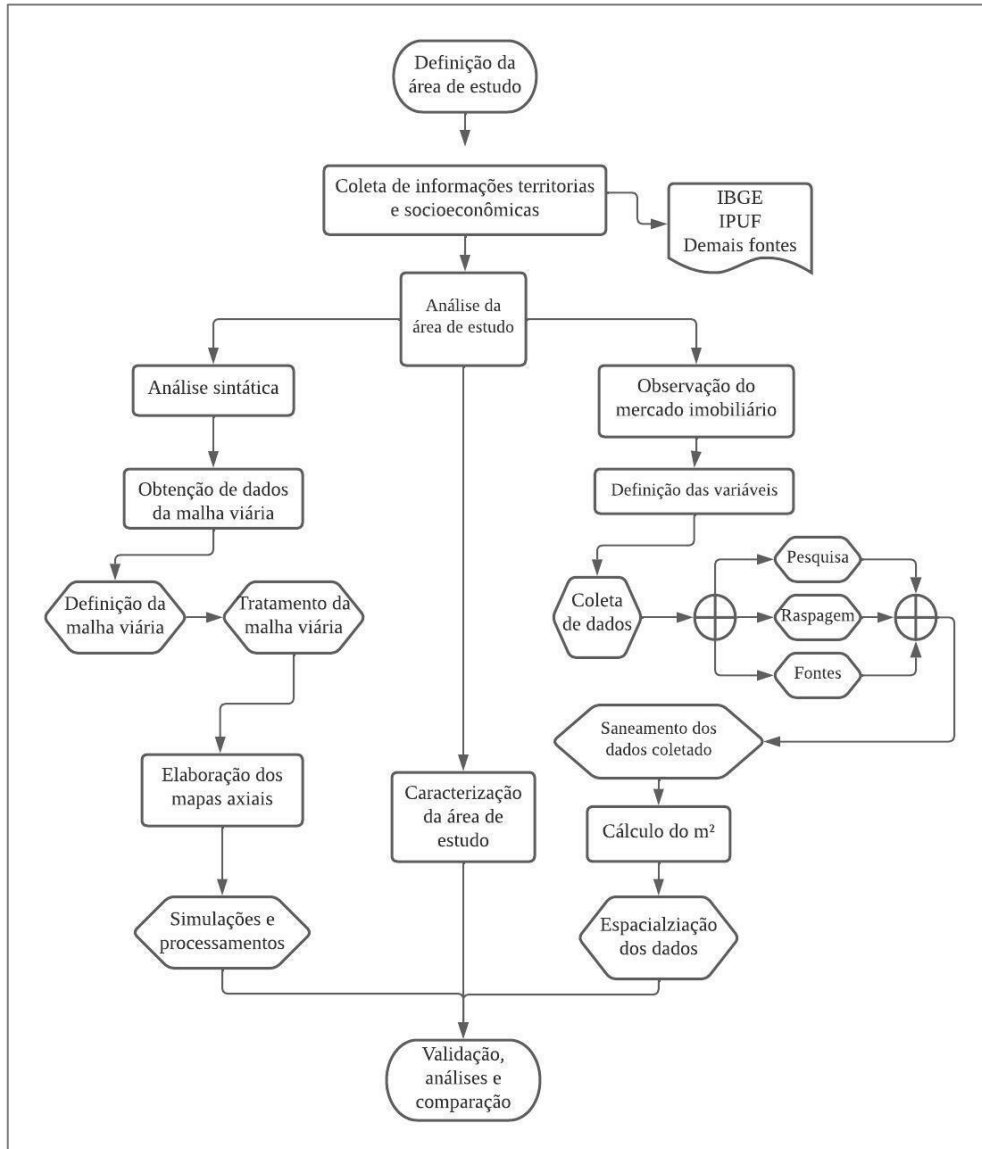 Definição da
área de estudo
Coleta de informações territorias
e socioeconômicas
IBGE
IPUF
Demais fontes
Análise da
área de estudo
Análise sintática
Observação do
mercado imobiliário
Obtenção de dados
da malha viária
Definição das variáveis
Definição da
malha viária
Tratamento da
malha viária
Coleta
de dados
Pesquisa
Raspagem
Fontes
Saneamento dos
dados coletado
Elaboração dos
mapas axiais
Caracterização
da área de
estudo
Cálculo do m²
Simulações e
processamentos
Espacialziação
dos dados
Validação,
análises e
comparação